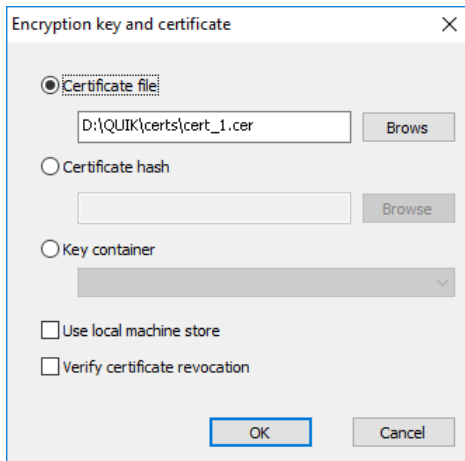 Encryption key and certificate
Certificate file
D:\QUIK\certs\cert_1.cer Brows
Certificate hash
Browse
Key container
Use local machine store
Verify certificate revocation
OK Cancel